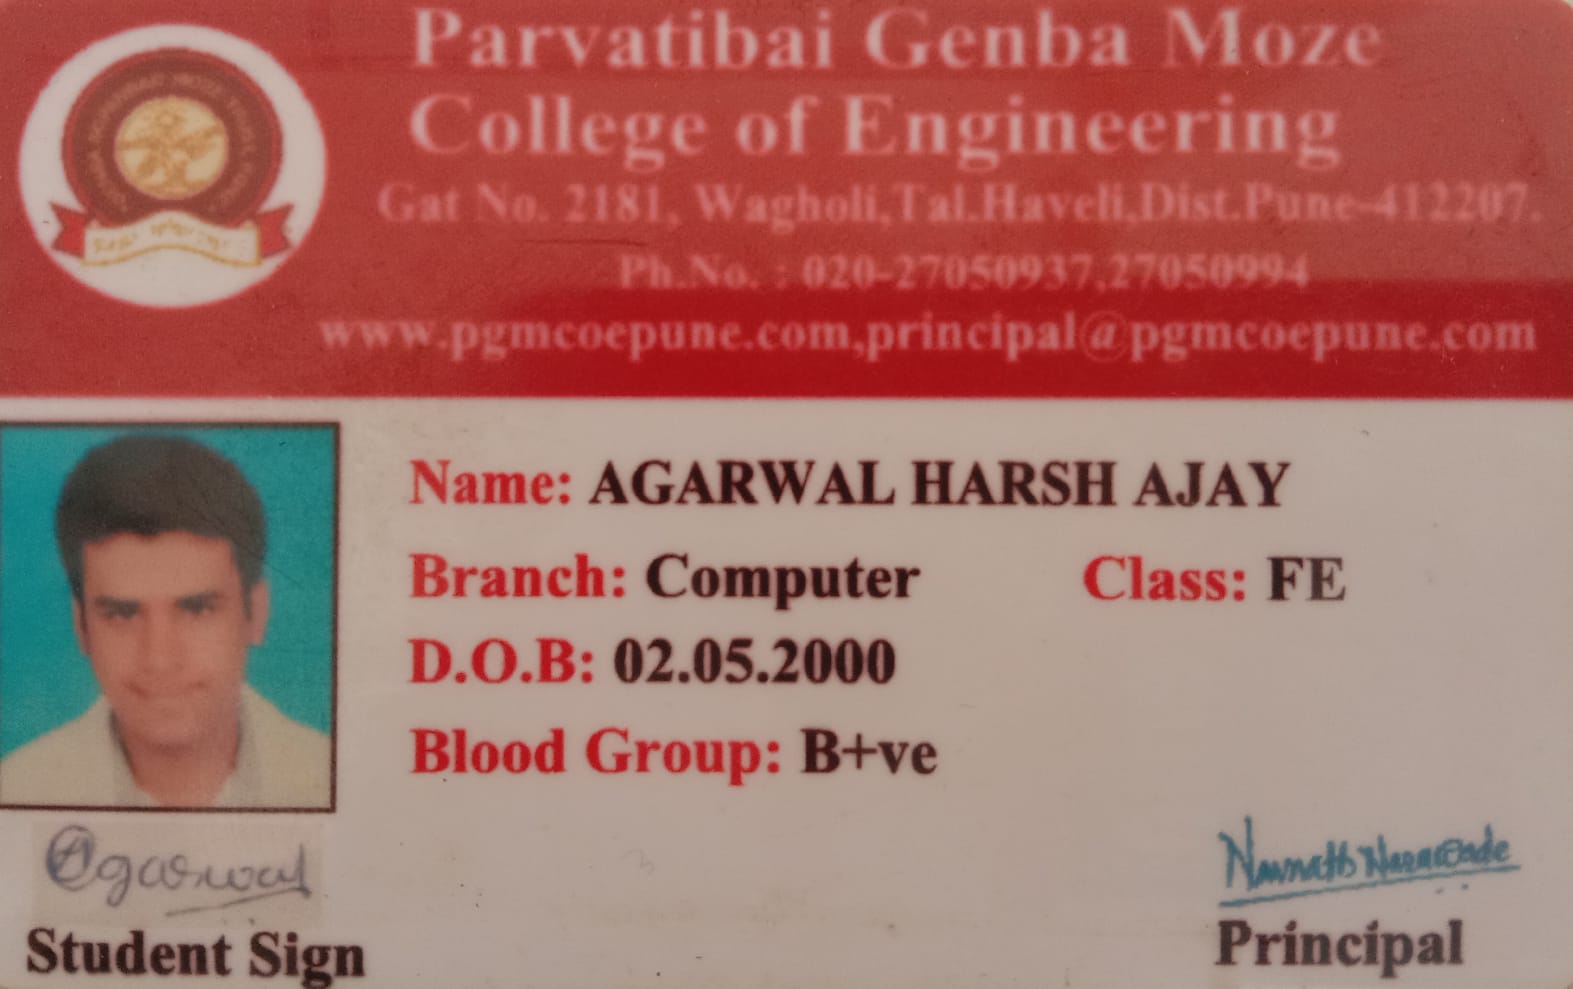 Parvatibai Genba Moze
College of Engineering
Gat No. 2181, Wagholi,Tal.Haveli,Dist.Pune-412207.
Ph.No. : 020-27050937,27050994
www.pgmcoepune.com,principal@pgmcoepune.com
Name: AGARWAL HARSH AJAY
Branch: Computer Class: FE
D.O.B: 02.05.2000
Blood Group: B+ve
Agarwal
Student Sign
Principal